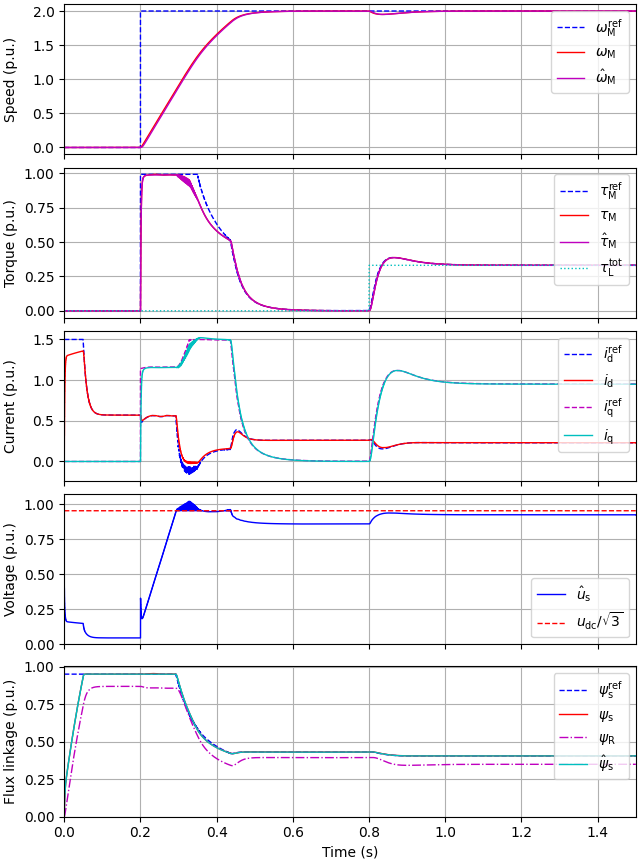 Speed (p.u.)
2.0
1.5
1.0
0.5
0.0
ω_M^ref
ω_M
ω̂_M
Torque (p.u.)
1.00
0.75
0.50
0.25
0.00
τ_M^ref
τ_M
τ̂_M
τ_L^tot
Current (p.u.)
1.5
1.0
0.5
0.0
i_d^ref
i_d
i_q^ref
i_q
Voltage (p.u.)
1.00
0.75
0.50
0.25
0.00
û_s
u_dc/√3
Flux linkage (p.u.)
1.00
0.75
0.50
0.25
0.00
ψ_s^ref
ψ_s
ψ_R
ψ̂_s
0.0 0.2 0.4 0.6 0.8 1.0 1.2 1.4
Time (s)